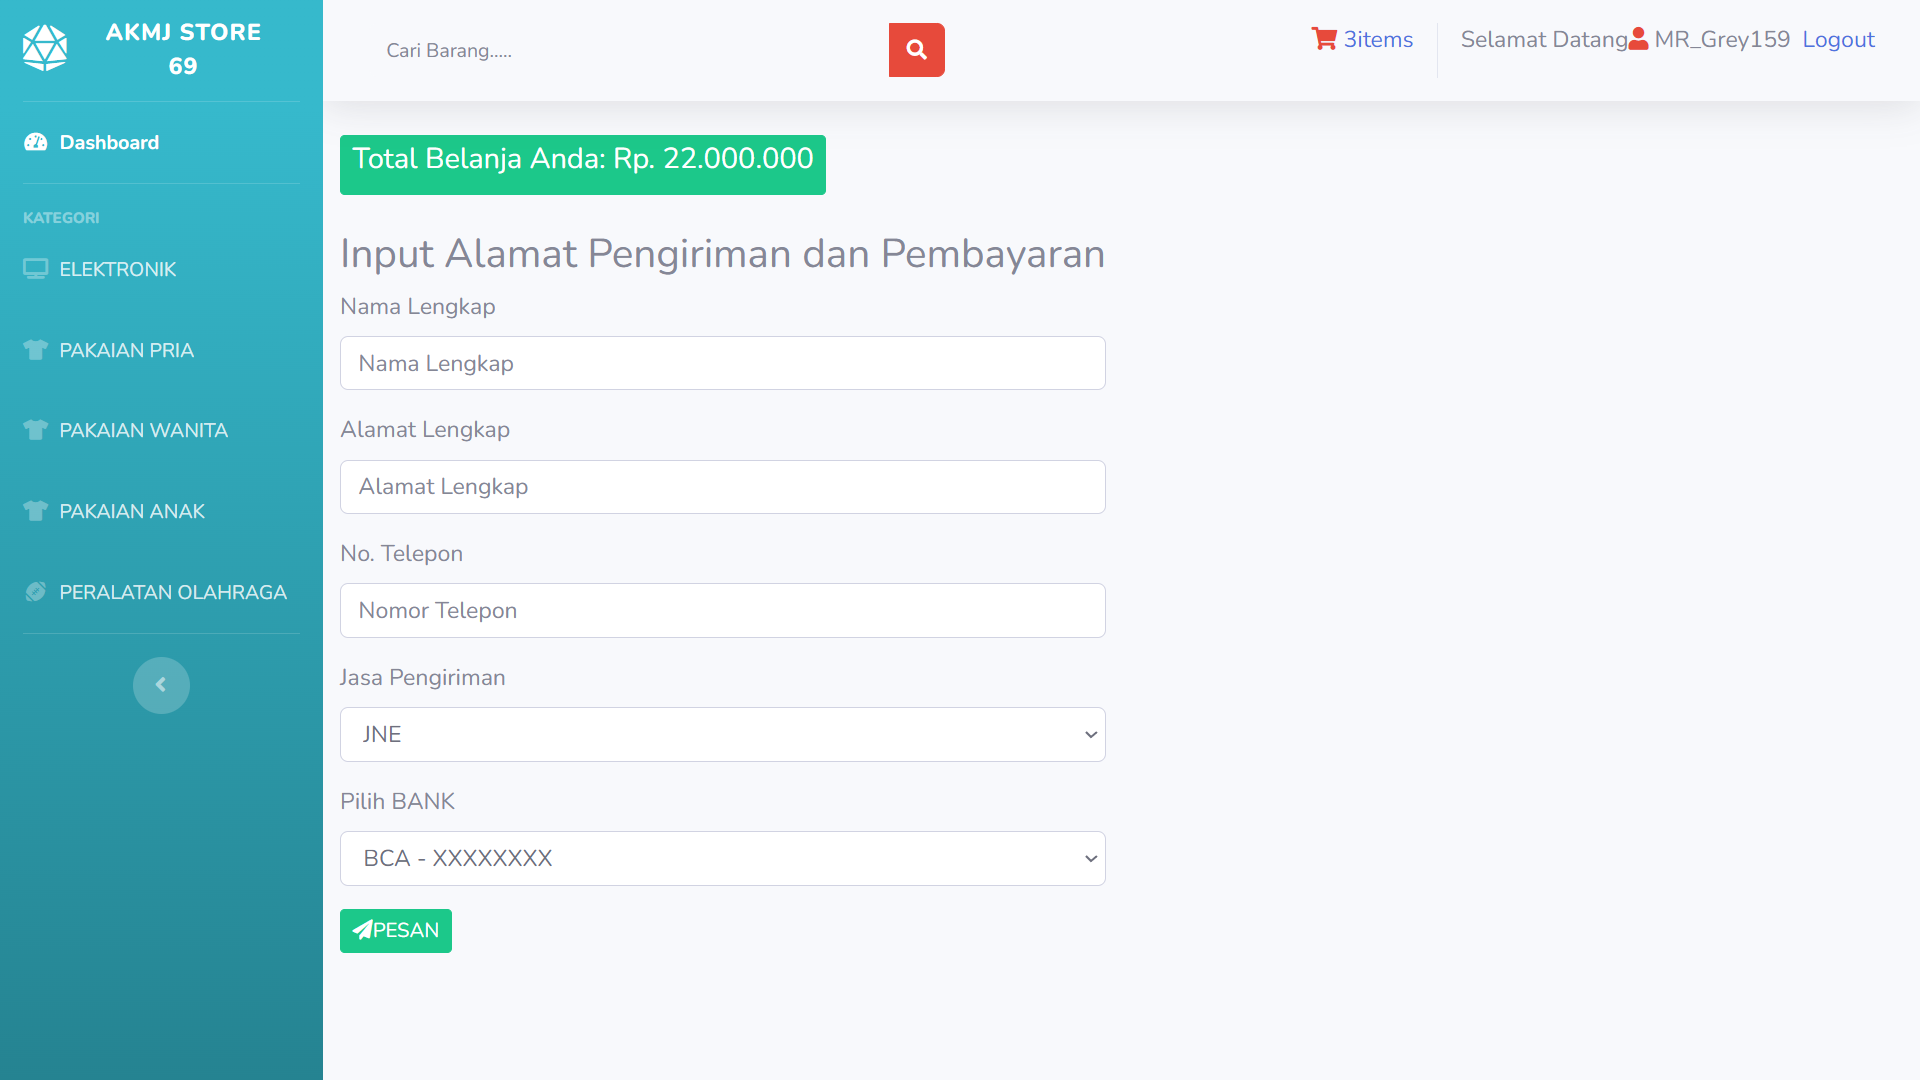 AKMJ STORE
69
Dashboard
KATEGORI
ELEKTRONIK
PAKAIAN PRIA
PAKAIAN WANITA
PAKAIAN ANAK
PERALATAN OLAHRAGA
Cari Barang.....
3items
Selamat Datang MR_Grey159 Logout
Total Belanja Anda: Rp. 22.000.000
Input Alamat Pengiriman dan Pembayaran
Nama Lengkap
Nama Lengkap
Alamat Lengkap
Alamat Lengkap
No. Telepon
Nomor Telepon
Jasa Pengiriman
JNE
Pilih BANK
BCA - XXXXXXXX
PESAN